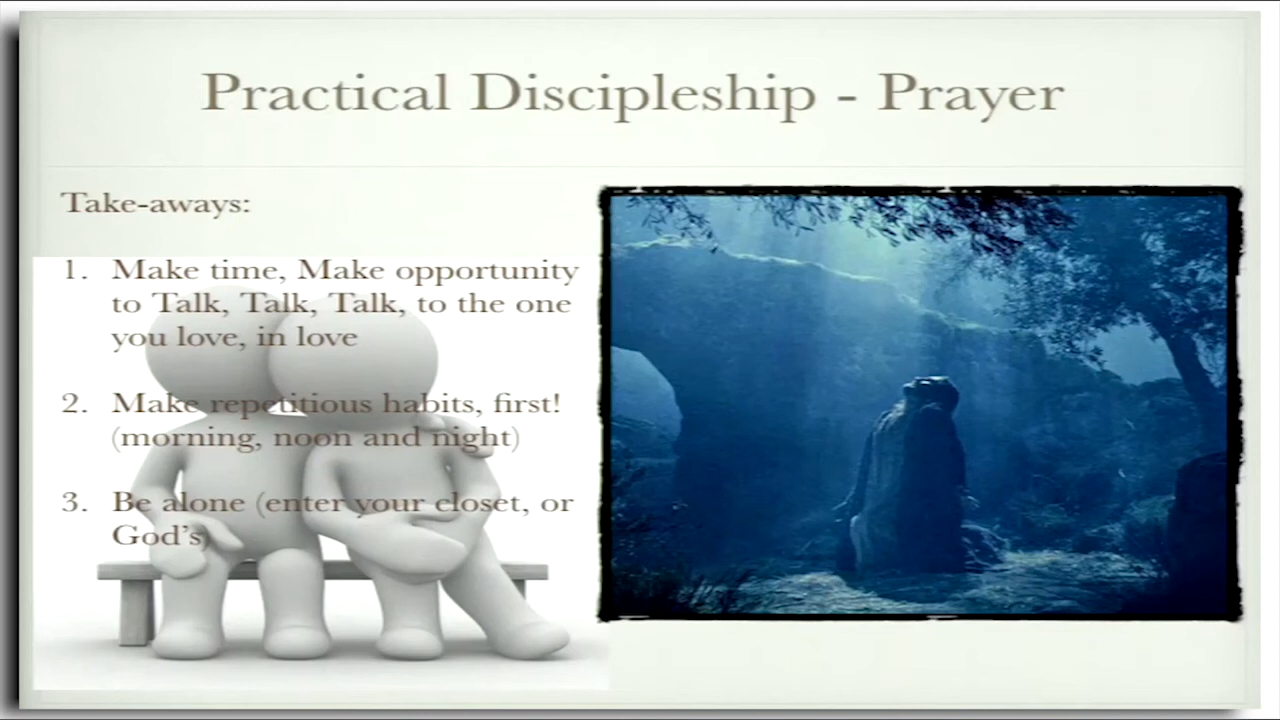 Practical Discipleship - Prayer
Take-aways:
1. Make time, Make opportunity
to Talk, Talk, Talk, to the one
you love, in love
2. Make repetitious habits, first!
(morning, noon and night)
3. Be alone (enter your closet, or
God's)